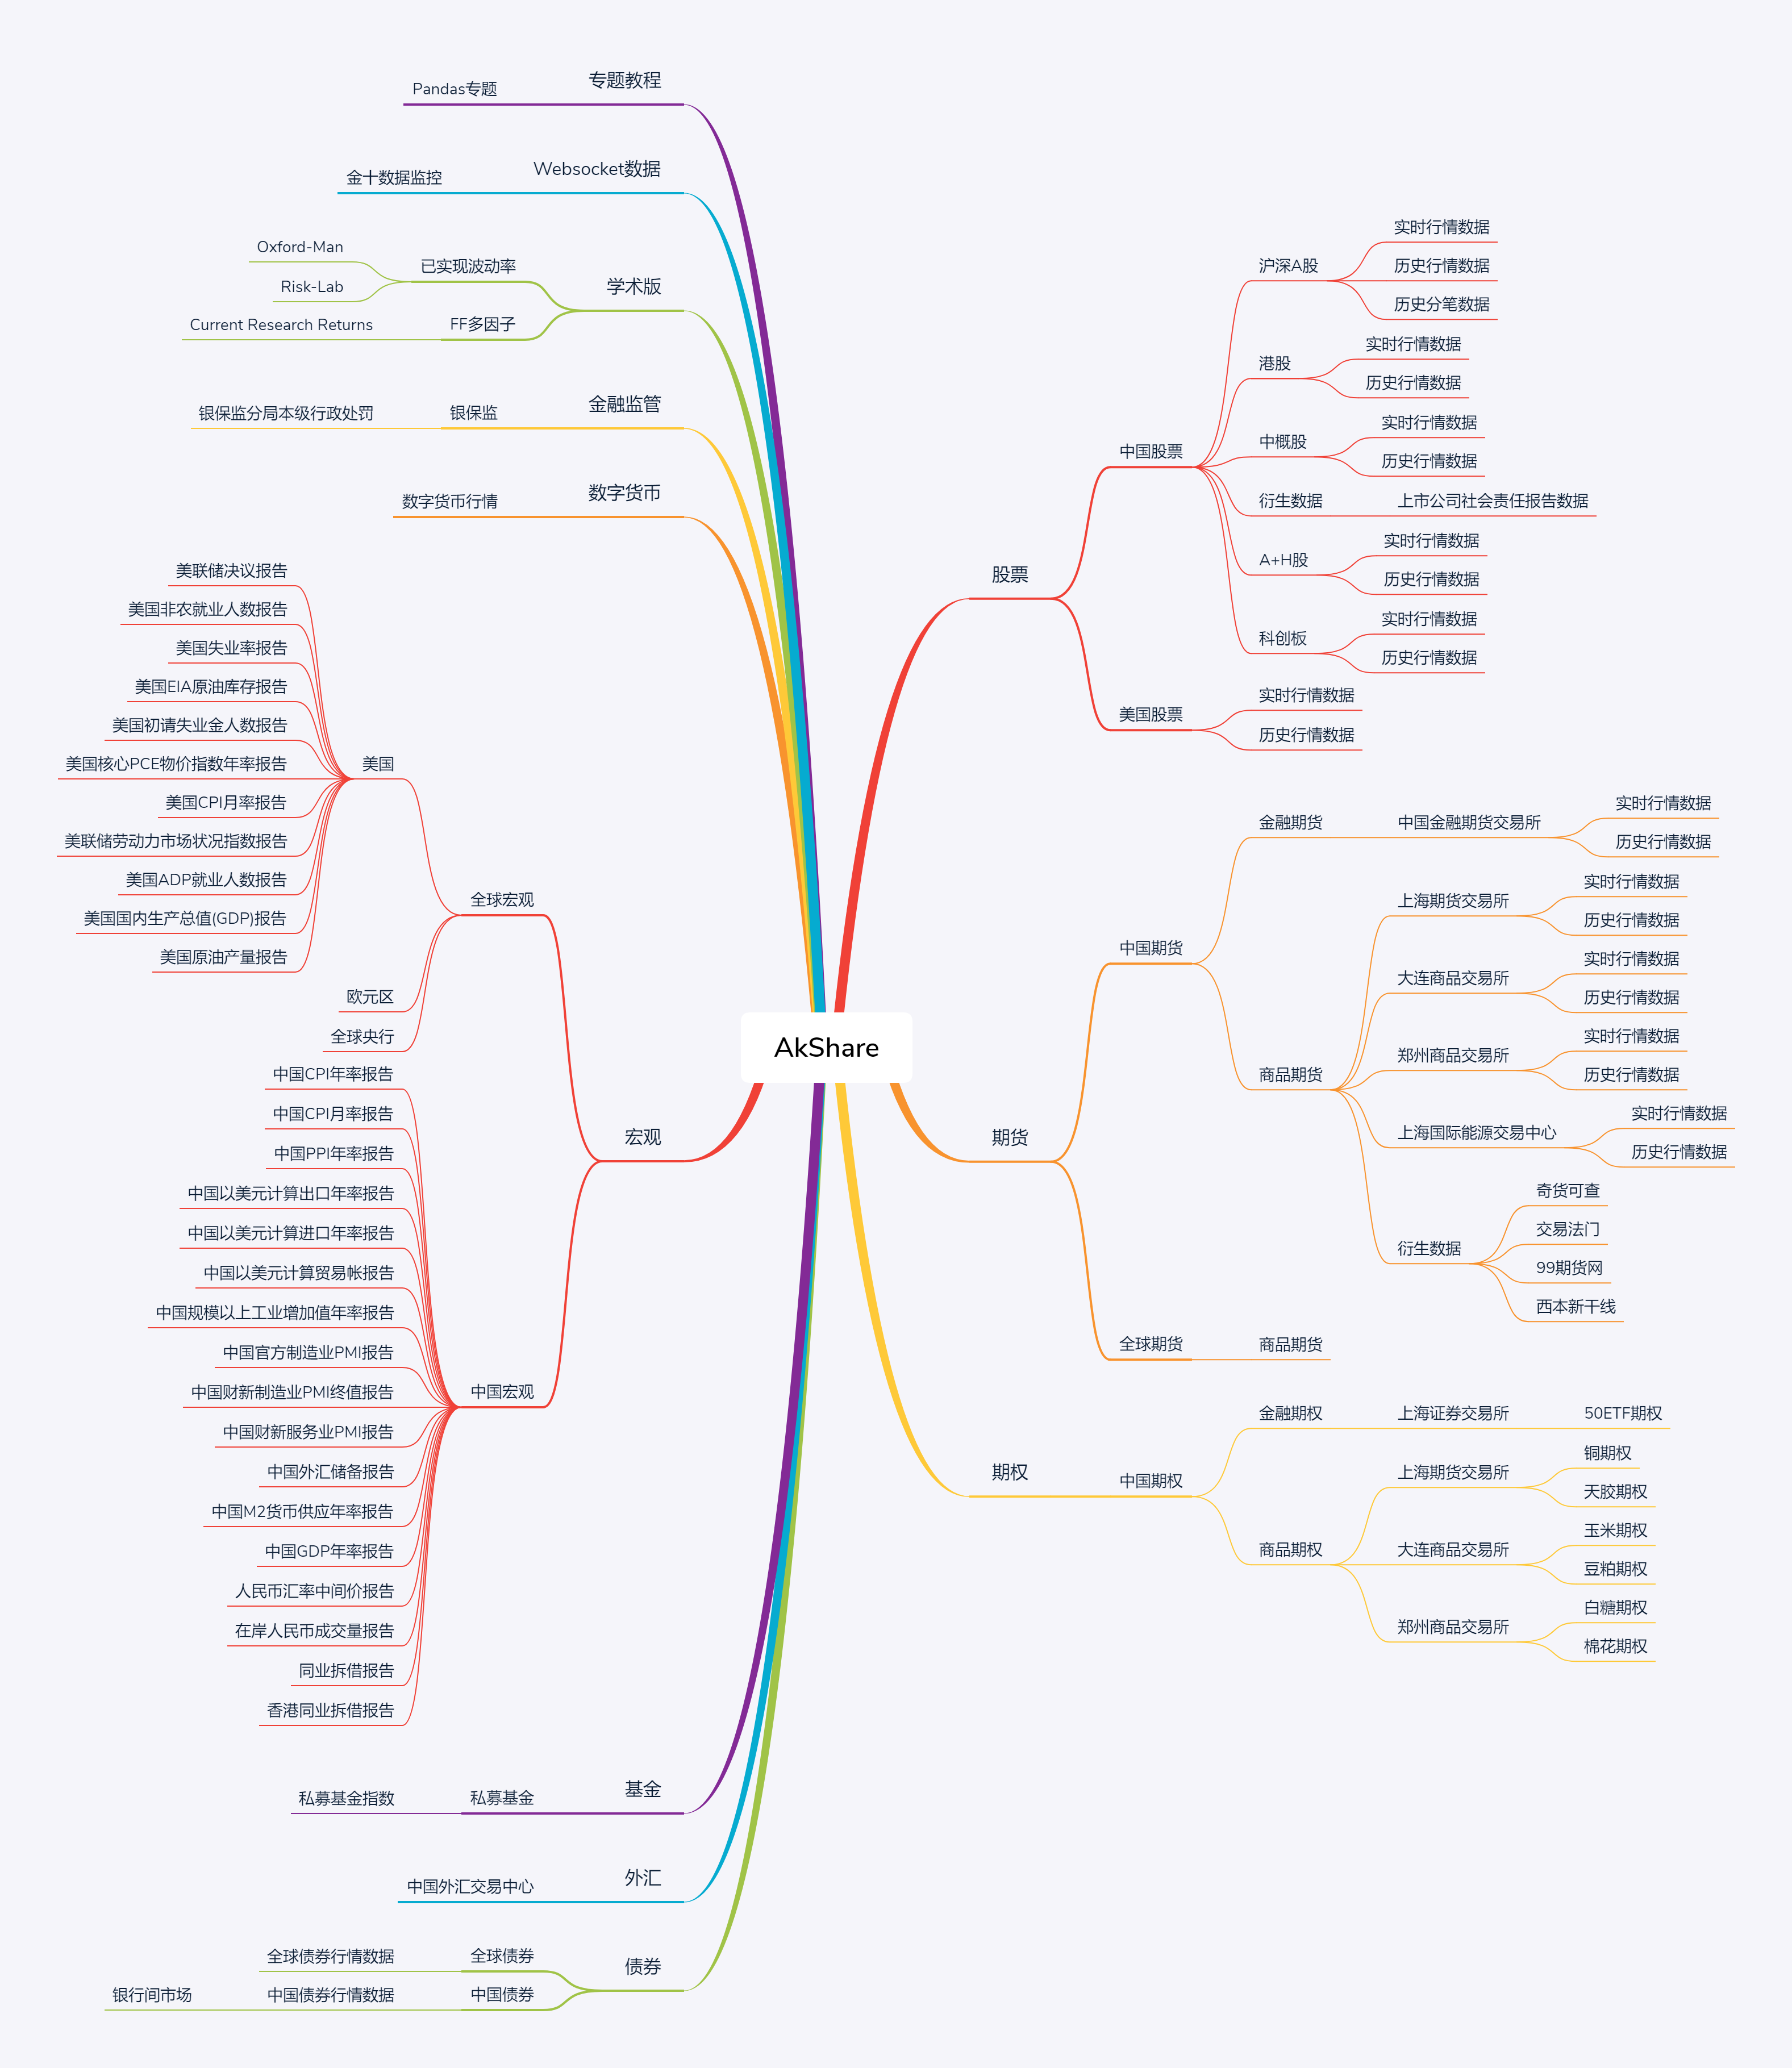 AkShare
专题教程
Pandas专题
Websocket数据
金十数据监控
学术版
已实现波动率
Oxford-Man
Risk-Lab
FF多因子
Current Research Returns
金融监管
银保监
银保监分局本级行政处罚
数字货币
数字货币行情
宏观
全球宏观
美国
美联储决议报告
美国非农就业人数报告
美国失业率报告
美国EIA原油库存报告
美国初请失业金人数报告
美国核心PCE物价指数年率报告
美国CPI月率报告
美联储劳动力市场状况指数报告
美国ADP就业人数报告
美国国内生产总值(GDP)报告
美国原油产量报告
欧元区
全球央行
中国宏观
中国CPI年率报告
中国CPI月率报告
中国PPI年率报告
中国以美元计算出口年率报告
中国以美元计算进口年率报告
中国以美元计算贸易帐报告
中国规模以上工业增加值年率报告
中国官方制造业PMI报告
中国财新制造业PMI终值报告
中国财新服务业PMI报告
中国外汇储备报告
中国M2货币供应年率报告
中国GDP年率报告
人民币汇率中间价报告
在岸人民币成交量报告
同业拆借报告
香港同业拆借报告
基金
私募基金
私募基金指数
外汇
中国外汇交易中心
债券
全球债券
全球债券行情数据
中国债券
中国债券行情数据
银行间市场
股票
中国股票
沪深A股
实时行情数据
历史行情数据
历史分笔数据
港股
实时行情数据
历史行情数据
中概股
实时行情数据
历史行情数据
衍生数据
上市公司社会责任报告数据
A+H股
实时行情数据
历史行情数据
科创板
实时行情数据
历史行情数据
美国股票
实时行情数据
历史行情数据
期货
中国期货
金融期货
中国金融期货交易所
实时行情数据
历史行情数据
商品期货
上海期货交易所
实时行情数据
历史行情数据
大连商品交易所
实时行情数据
历史行情数据
郑州商品交易所
实时行情数据
历史行情数据
上海国际能源交易中心
实时行情数据
历史行情数据
衍生数据
奇货可查
交易法门
99期货网
西本新干线
全球期货
商品期货
期权
中国期权
金融期权
上海证券交易所
50ETF期权
商品期权
上海期货交易所
铜期权
天胶期权
大连商品交易所
玉米期权
豆粕期权
郑州商品交易所
白糖期权
棉花期权